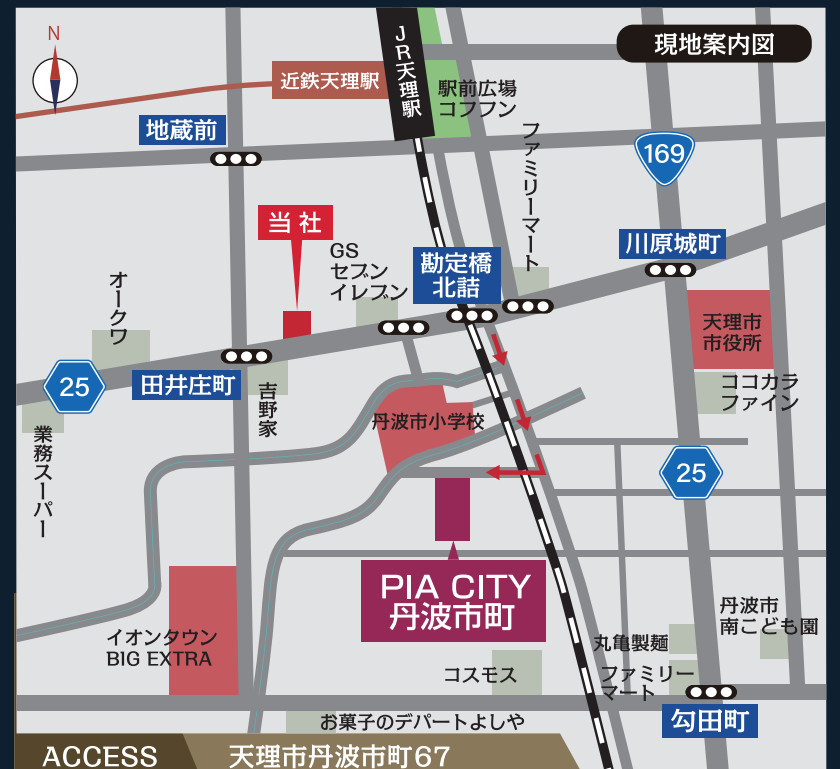 現地案内図
N
JR天理駅
近鉄天理駅
駅前広場
コフフン
地蔵前
169
ファミリーマート
当社
GS
セブン
イレブン
勘定橋
北詰
川原城町
オークワ
天理市
市役所
25
田井庄町
吉野家
ココカラ
ファイン
丹波市小学校
業務スーパー
25
PIA CITY
丹波市町
丹波市
南こども園
イオンタウン
BIG EXTRA
丸亀製麺
コスモス
ファミリー
マート
勾田町
お菓子のデパートよしや
ACCESS
天理市丹波市町67